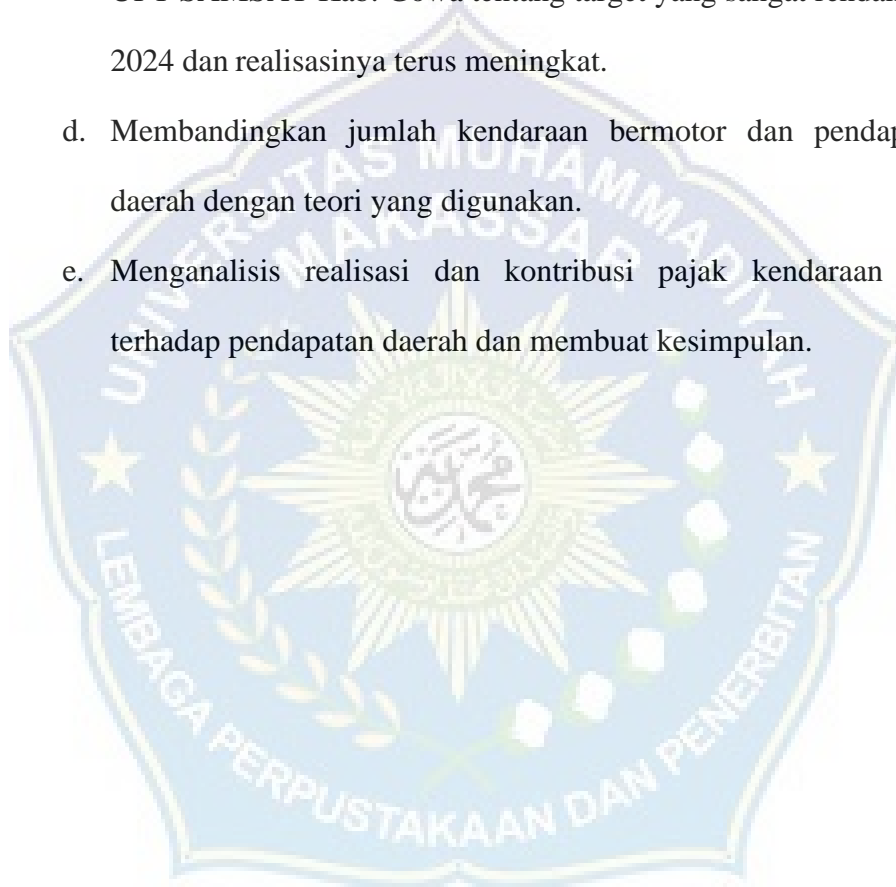 2024 dan realisasinya terus meningkat.
d. Membandingkan jumlah kendaraan bermotor dan
daerah dengan teori yang digunakan.
e. Menganalisis realisasi dan kontribusi pajak kendaraan
terhadap pendapatan daerah dan membuat kesimpulan.
UNIVERSITAS MUHAMMADIYAH
MAKASSAR
LEMBAGA PERPUSTAKAAN DAN PENERBITAN